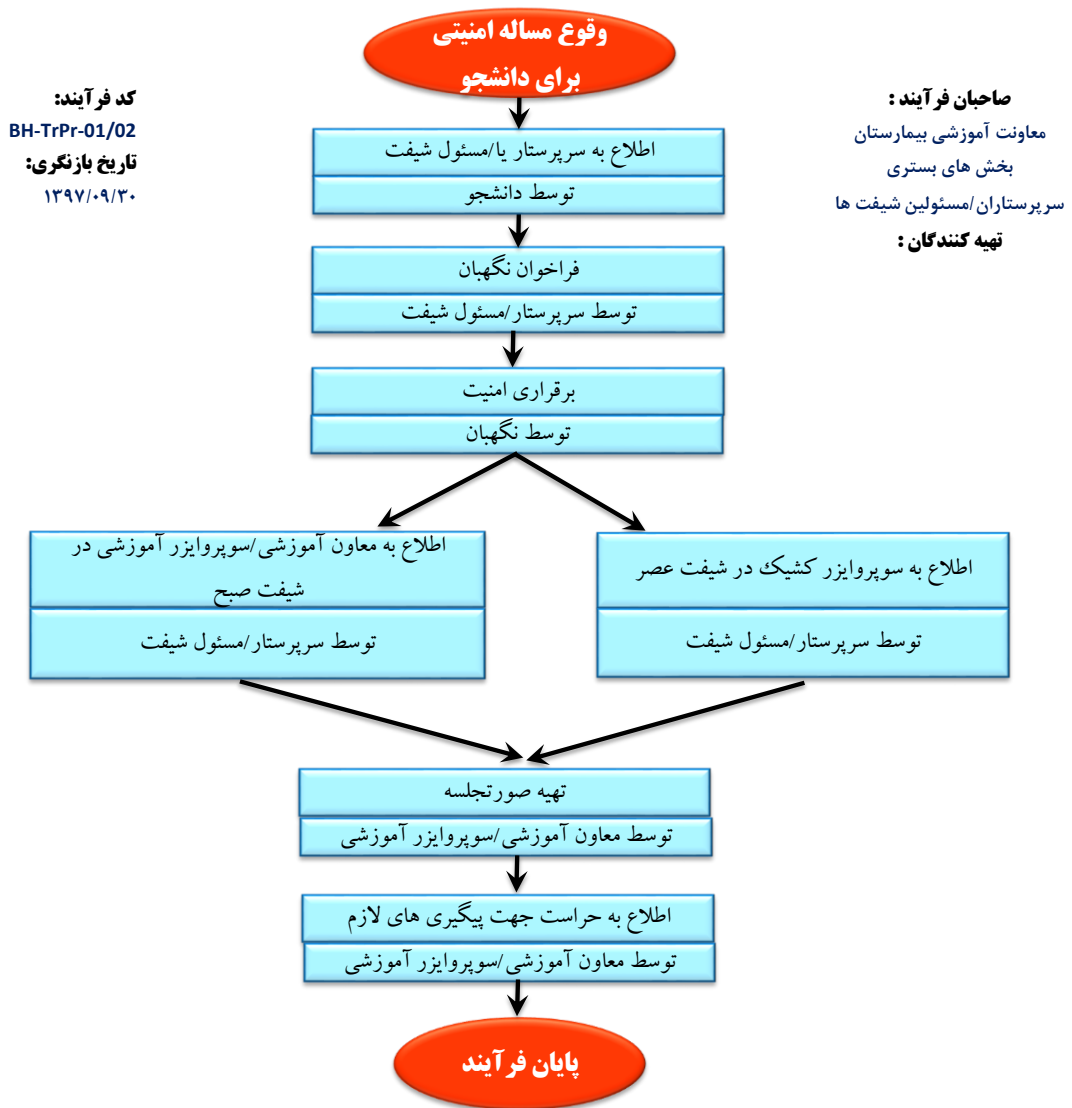 وقوع مساله امنیتی
برای دانشجو
صاحبان فرآیند :
معاونت آموزشی بیمارستان
بخش های بستری
سرپرستاران/مسئولین شیفت ها
تهیه کنندگان :
کد فرآیند:
BH-TrPr-01/02
تاریخ بازنگری:
۱۳۹۷/۰۹/۳۰
اطلاع به سرپرستار یا/مسئول شیفت
توسط دانشجو
فراخوان نگهبان
توسط سرپرستار/مسئول شیفت
برقراری امنیت
توسط نگهبان
اطلاع به سوپروایزر کشیک در شیفت عصر
توسط سرپرستار/مسئول شیفت
اطلاع به معاون آموزشی/سوپروایزر آموزشی در
شیفت صبح
توسط سرپرستار/مسئول شیفت
تهیه صورتجلسه
توسط معاون آموزشی/سوپروایزر آموزشی
اطلاع به حراست جهت پیگیری های لازم
توسط معاون آموزشی/سوپروایزر آموزشی
پایان فرآیند